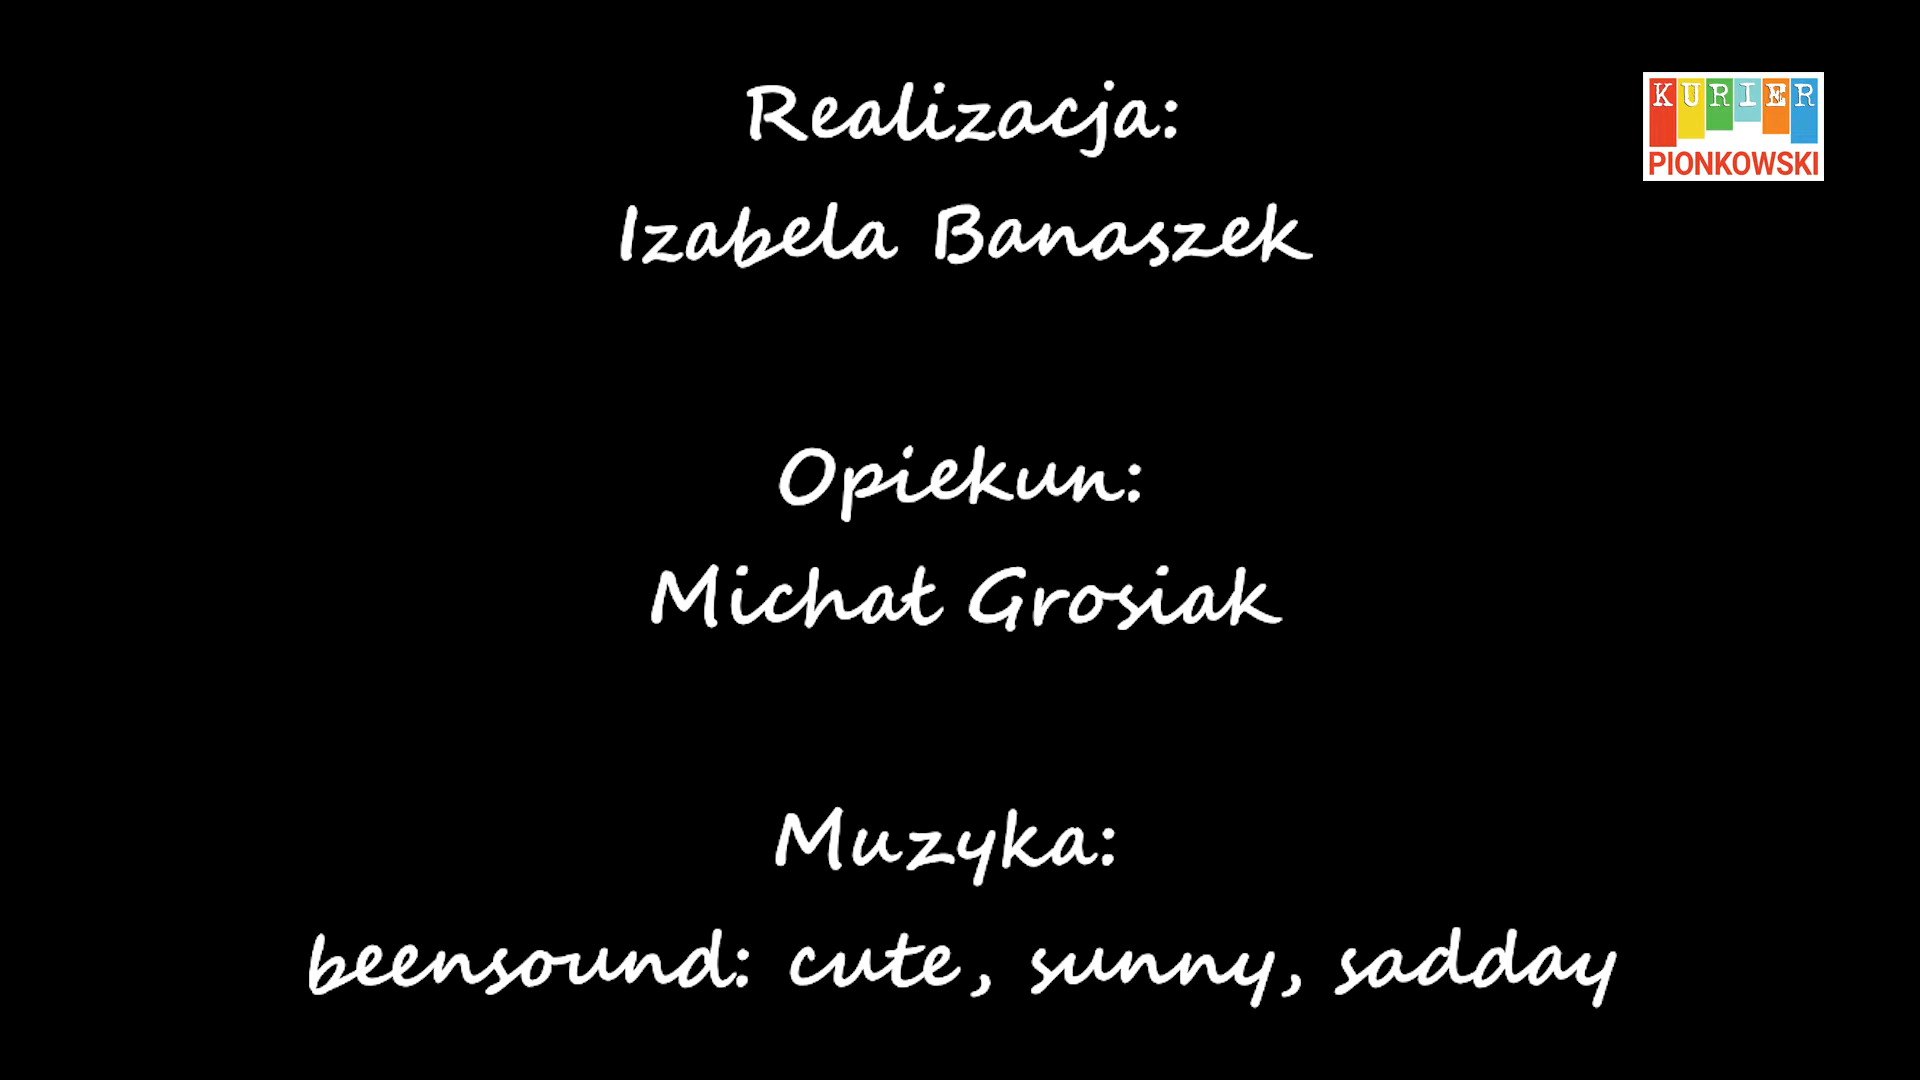 Realizacja:
KURIER
PIONKOWSKI
Izabela Banaszek
Opiekun:
Michał Grosiak
Muzyka:
beensound: cute, sunny, sadday